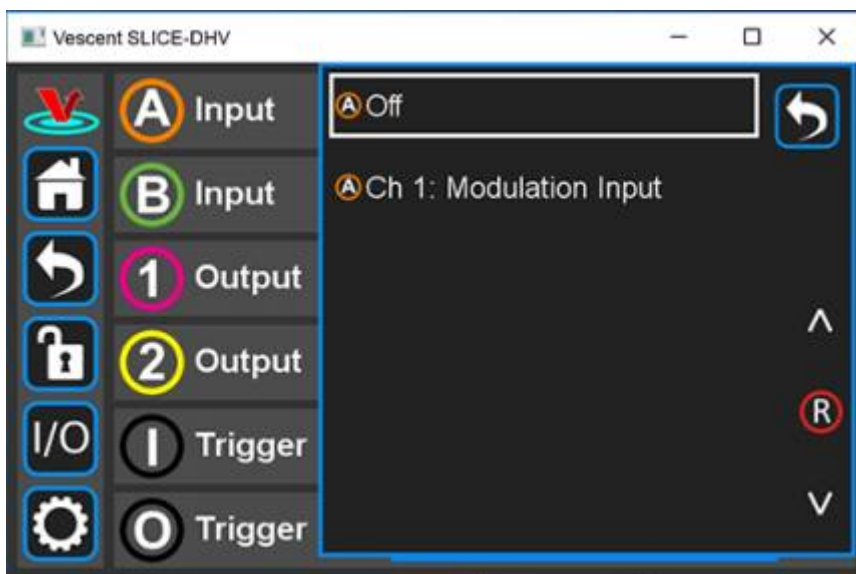 Vescent SLICE-DHV
A Input
A Off
B Input
A Ch 1: Modulation Input
1 Output
2 Output
I/O
I Trigger
R
O Trigger